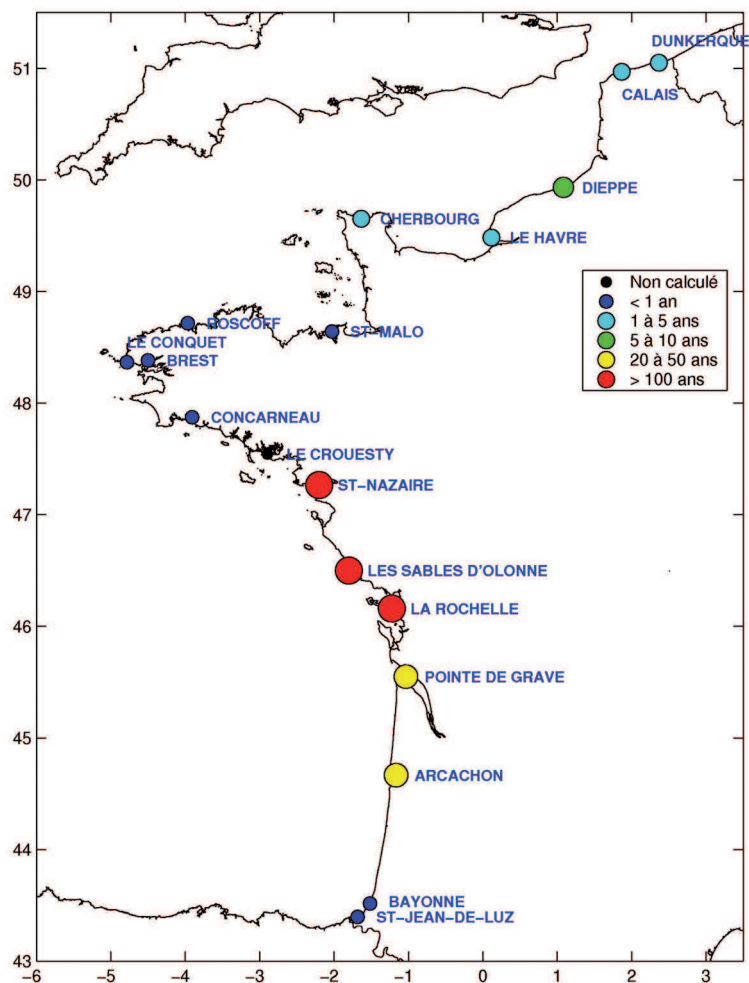 DUNKERQUE
51
CALAIS
50
DIEPPE
CHERBOURG
LE HAVRE
49
Non calculé
< 1 an
1 à 5 ans
5 à 10 ans
20 à 50 ans
> 100 ans
ROSCOFF
ST-MALO
LE CONQUET
BREST
48
CONCARNEAU
LE CROUESTY
ST-NAZAIRE
47
LES SABLES D'OLONNE
LA ROCHELLE
46
POINTE DE GRAVE
45
ARCACHON
44
BAYONNE
ST-JEAN-DE-LUZ
43
-6 -5 -4 -3 -2 -1 0 1 2 3